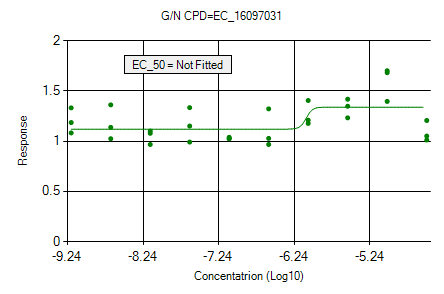 G/N CPD=EC_16097031
2
EC_50 = Not Fitted
1.5
1
0.5
0
Response
-9.24 -8.24 -7.24 -6.24 -5.24
Concentatrion (Log10)